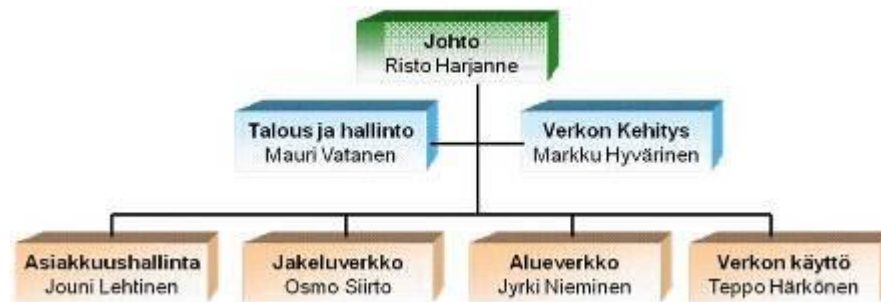 Johto
Risto Harjanne
Talous ja hallinto
Mauri Vatanen
Verkon Kehitys
Markku Hyvärinen
Asiakkuushallinta
Jouni Lehtinen
Jakeluverkko
Osmo Siirto
Alueverkko
Jyrki Nieminen
Verkon käyttö
Teppo Härkönen